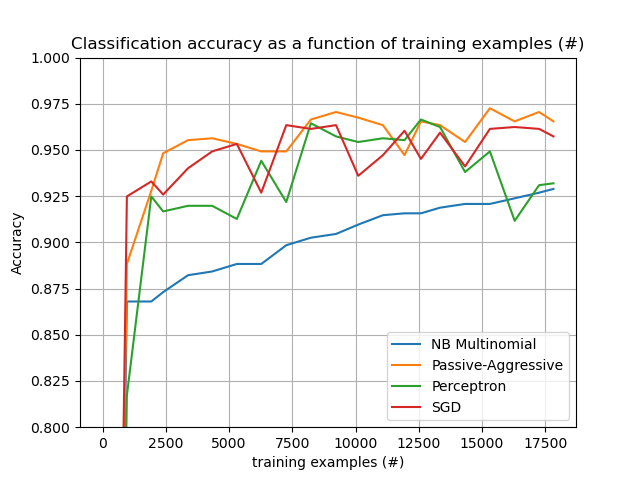 Classification accuracy as a function of training examples (#)
1.000
0.975
0.950
0.925
0.900
0.875
0.850
0.825
0.800
Accuracy
NB Multinomial
Passive-Aggressive
Perceptron
SGD
0 2500 5000 7500 10000 12500 15000 17500
training examples (#)